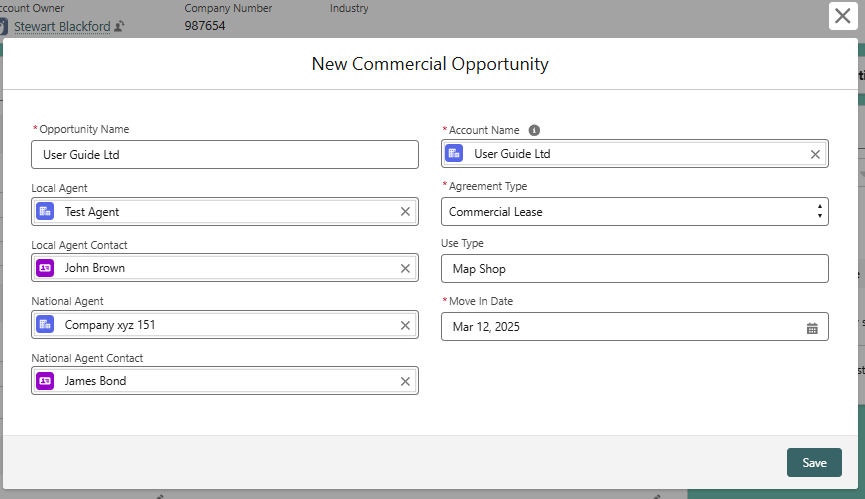 ccount Owner
Company Number
Industry
Stewart Blackford
987654
New Commercial Opportunity
*Opportunity Name
User Guide Ltd
*Account Name
User Guide Ltd
Local Agent
Test Agent
*Agreement Type
Commercial Lease
Local Agent Contact
John Brown
Use Type
Map Shop
National Agent
Company xyz 151
*Move In Date
Mar 12, 2025
National Agent Contact
James Bond
Save